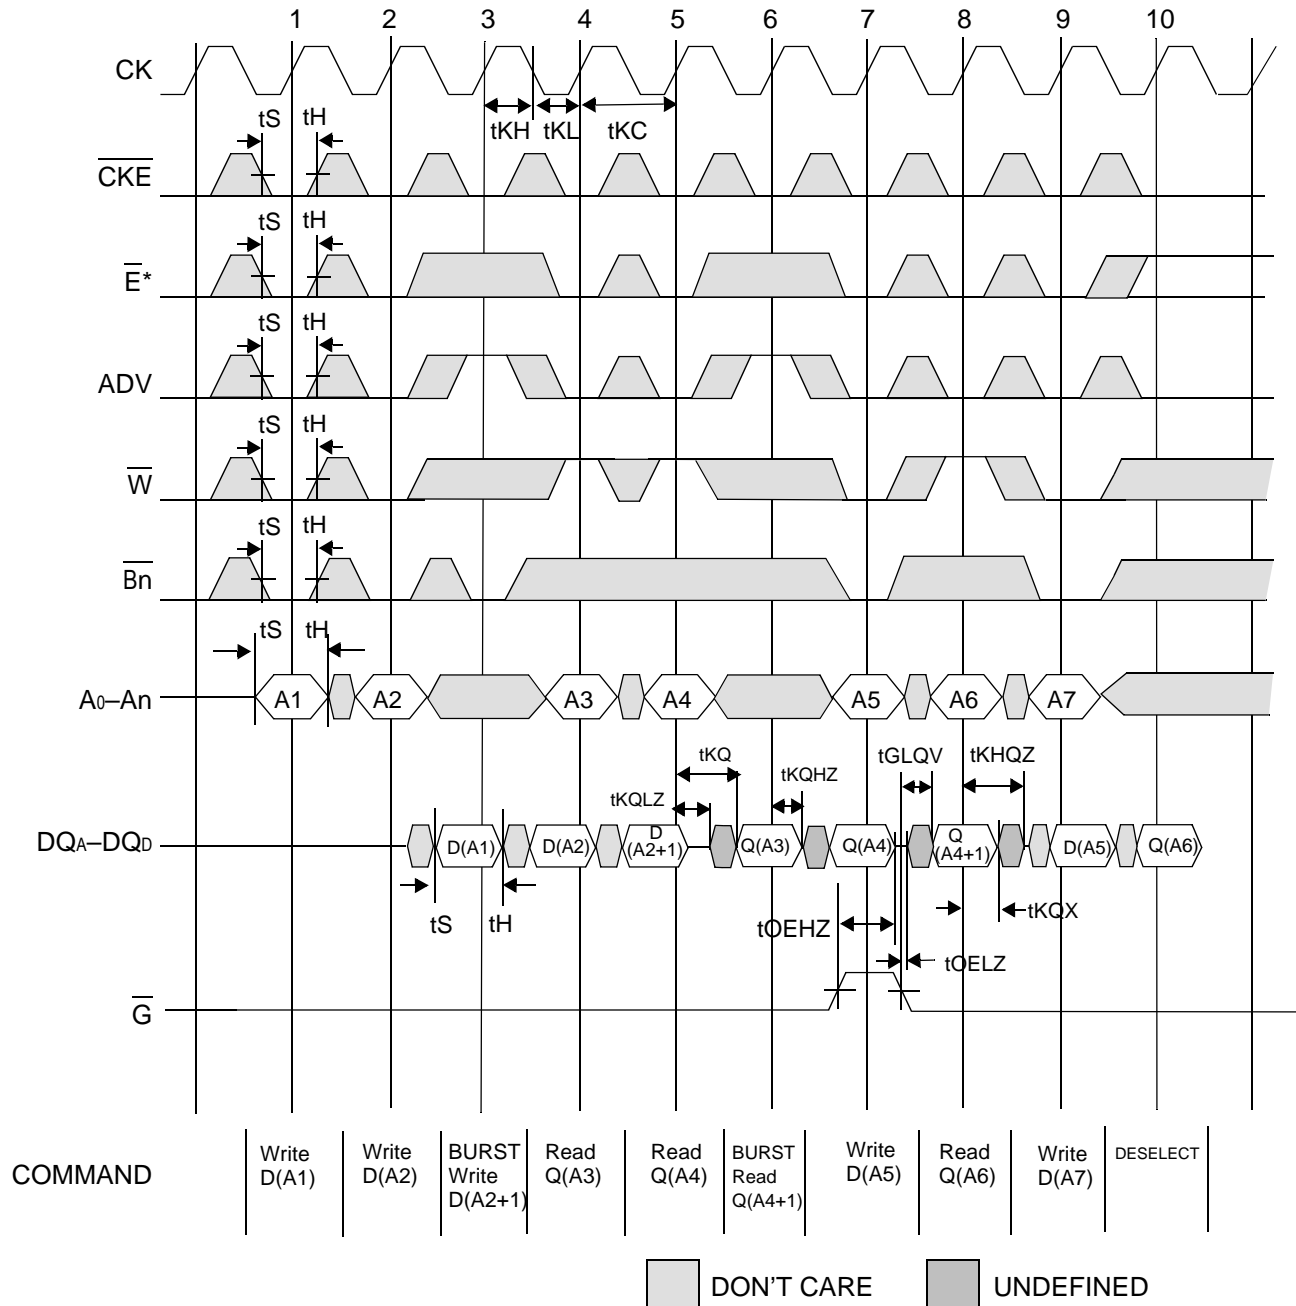 1 2 3 4 5 6 7 8 9 10
CK
tKH tKL tKC
tS tH
CKE
tS tH
E*
tS tH
ADV
tS tH
W
tS tH
Bn
tS tH
A0–An A1 A2 A3 A4 A5 A6 A7
tKQ tGLQV tKHQZ
tKQHZ
tKQLZ
DQA–DQD D(A1) D(A2) D (A2+1) Q(A3) Q(A4) Q (A4+1) D(A5) Q(A6)
tS tH tOEHZ tKQX
tOELZ
G
COMMAND
Write D(A1)
Write D(A2)
BURST Write D(A2+1)
Read Q(A3)
Read Q(A4)
BURST Read Q(A4+1)
Write D(A5)
Read Q(A6)
Write D(A7)
DESELECT
DON'T CARE UNDEFINED